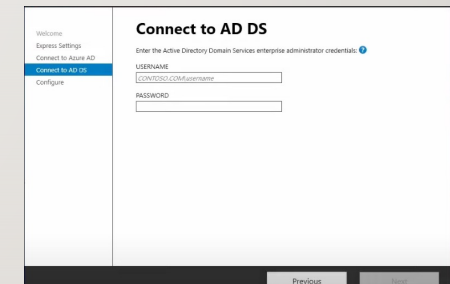 Welcome
Express Settings
Connect to Azure AD
Connect to AD DS
Configure
Connect to AD DS
Enter the Active Directory Domain Services enterprise administrator credentials: ?
USERNAME
CONTOSO.COM\username
PASSWORD
Previous
Next